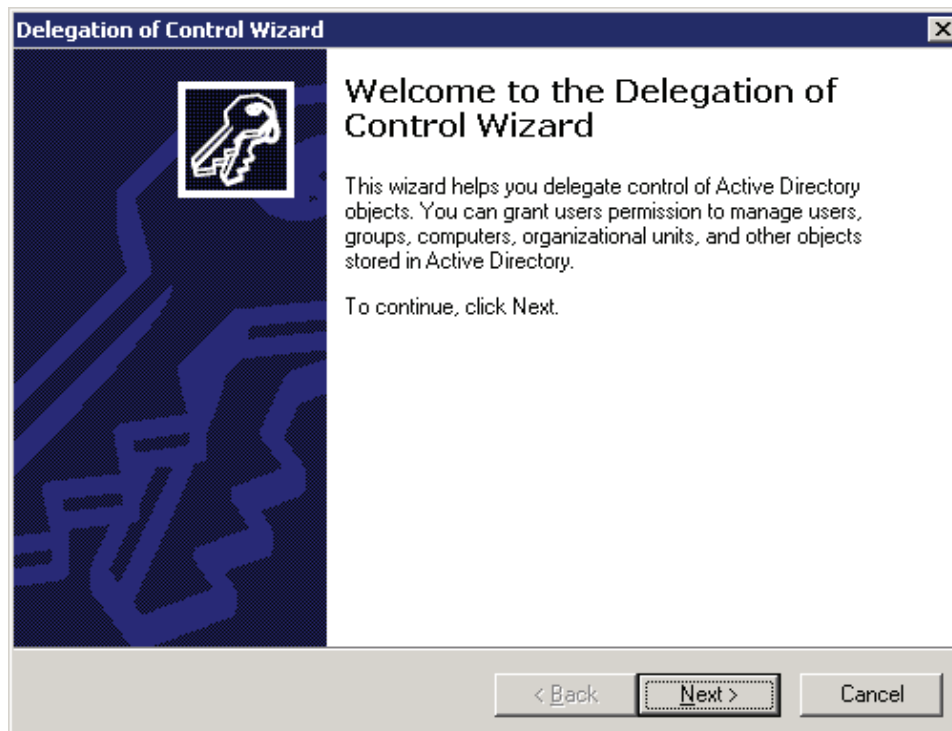 Delegation of Control Wizard
Welcome to the Delegation of
Control Wizard
This wizard helps you delegate control of Active Directory
objects. You can grant users permission to manage users,
groups, computers, organizational units, and other objects
stored in Active Directory.
To continue, click Next.
< Back Next > Cancel